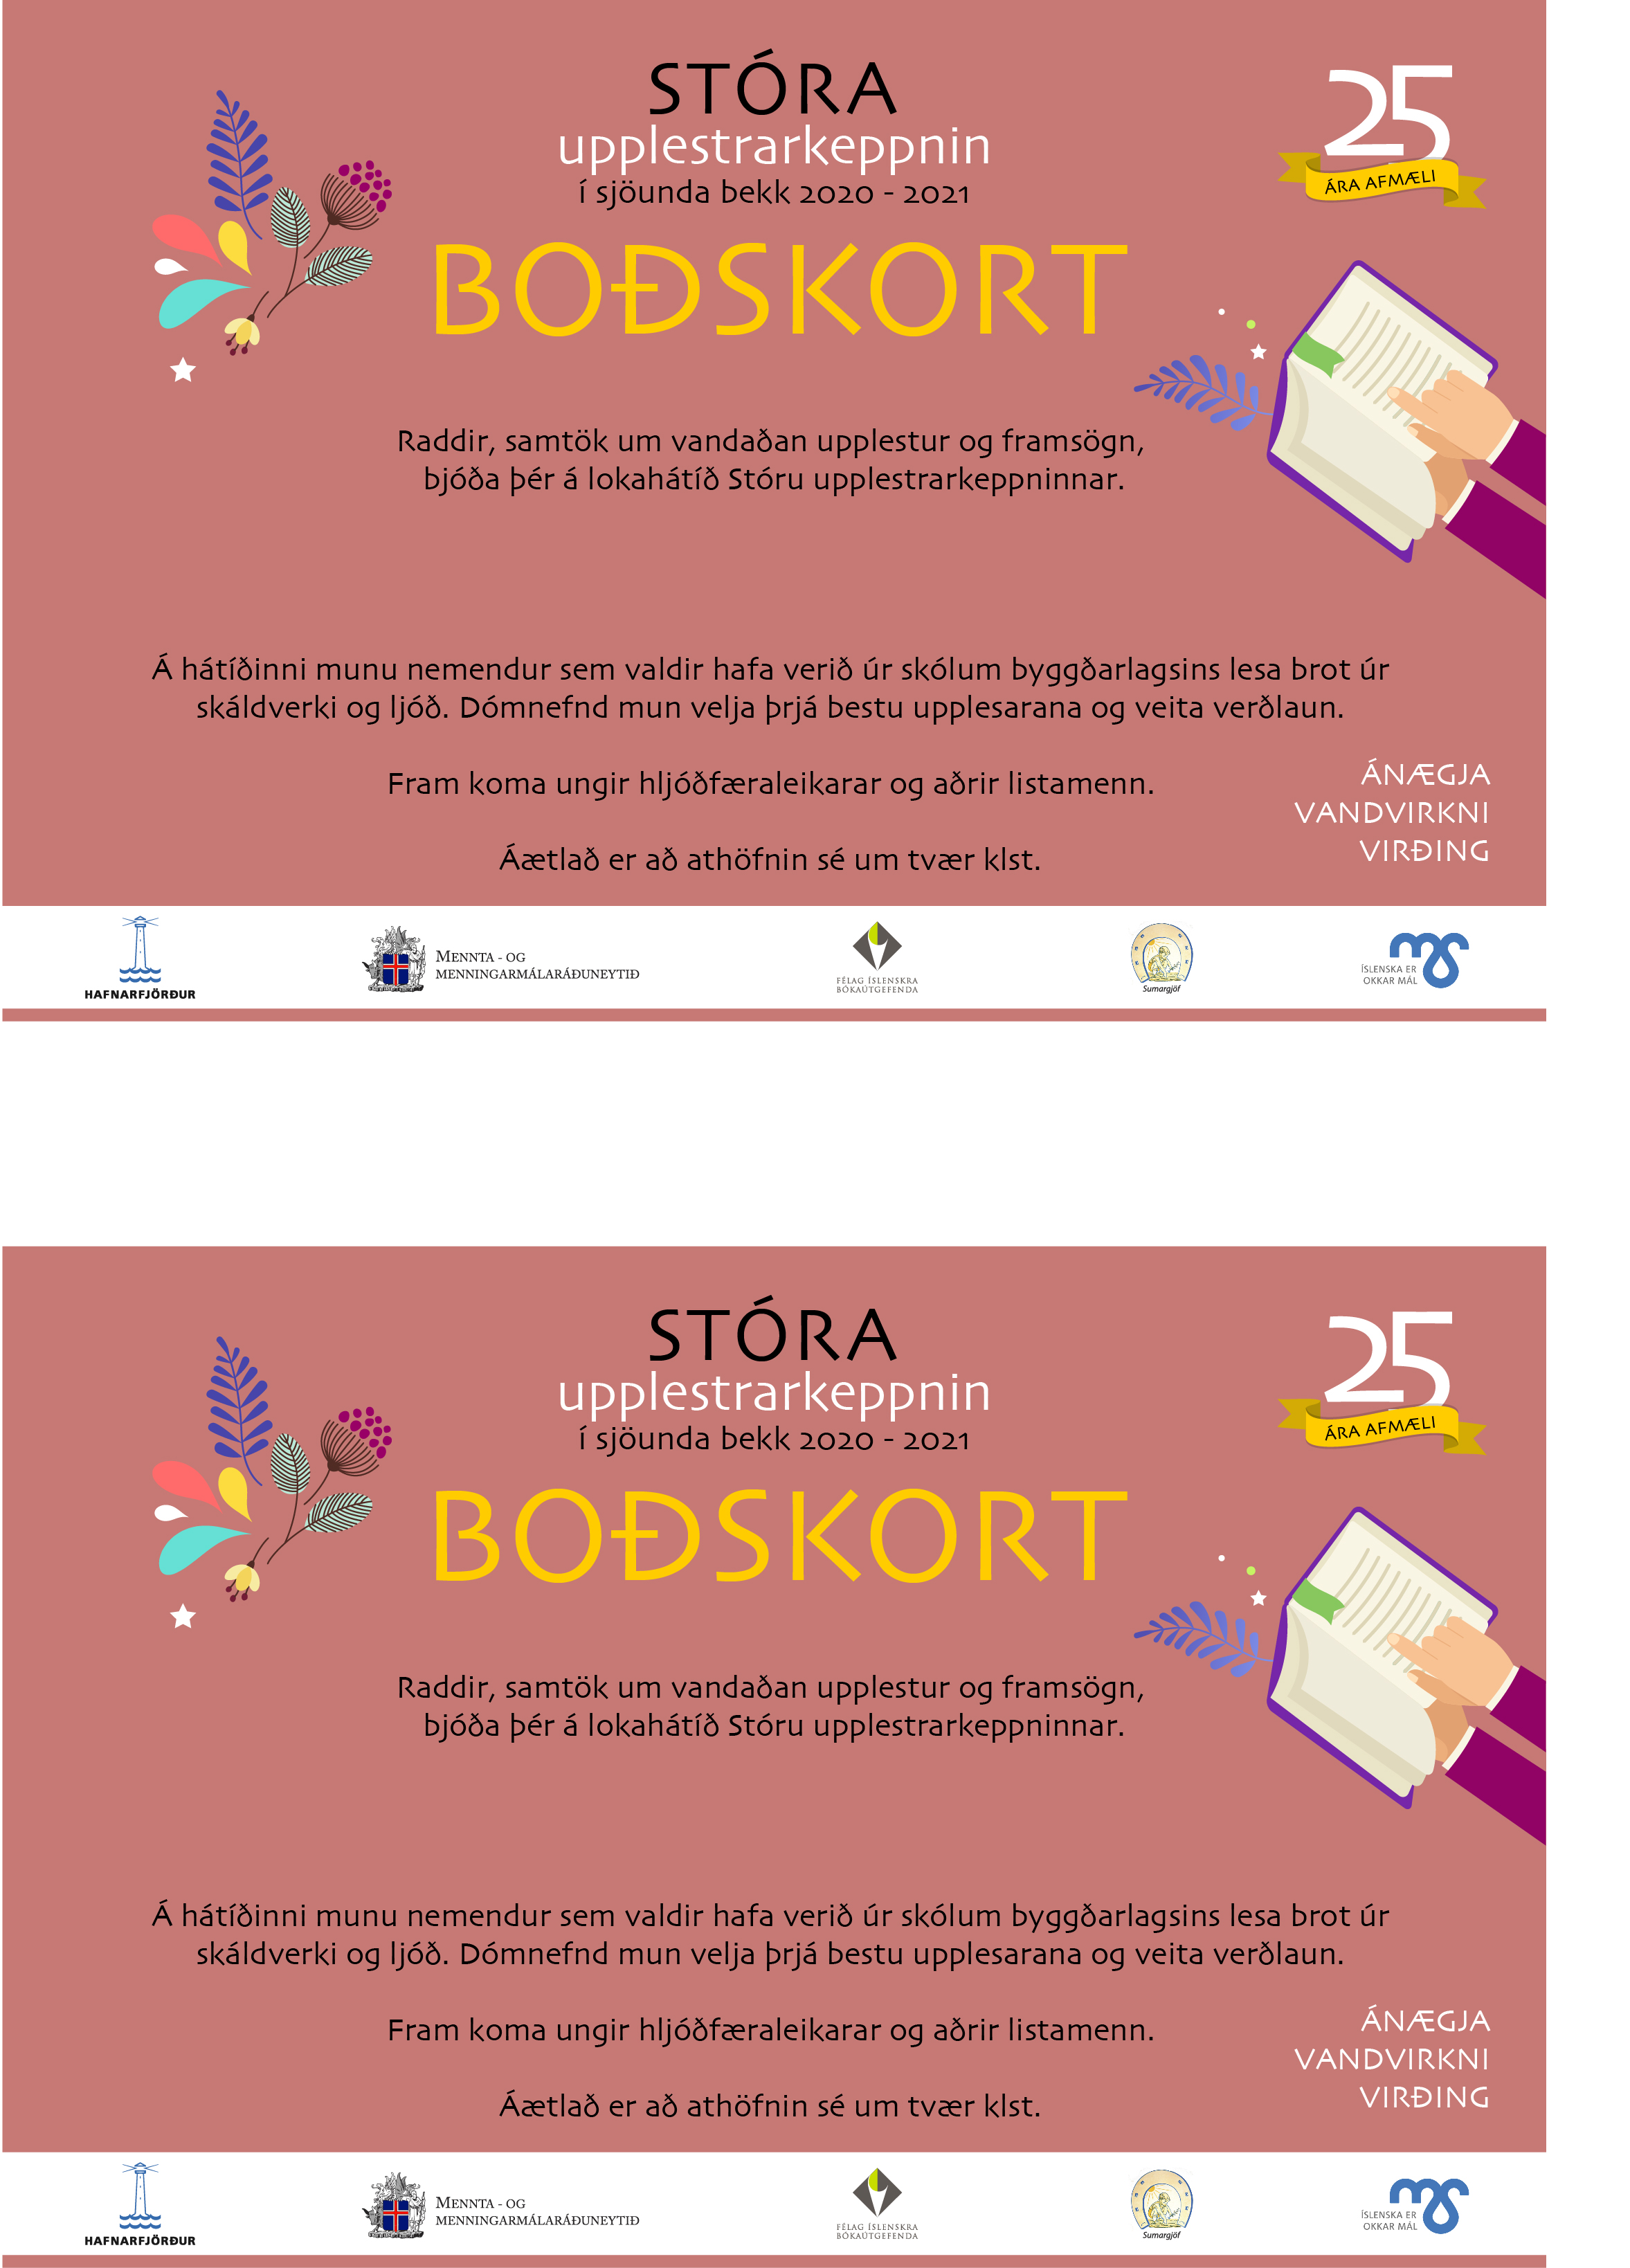 STÓRA
upplestrarkeppnin
í sjöunda bekk 2020 - 2021
25
ÁRA AFMÆLI
BOÐSKORT
Raddir, samtök um vandaðan upplestur og framsögn,
bjóða þér á lokahátíð Stóru upplestrarkeppninnar.
Á hátíðinni munu nemendur sem valdir hafa verið úr skólum byggðarlagsins lesa brot úr
skáldverki og ljóð. Dómnefnd mun velja þrjá bestu upplesarana og veita verðlaun.
Fram koma ungir hljóðfæraleikarar og aðrir listamenn.
Áætlað er að athöfnin sé um tvær klst.
ÁNÆGJA
VANDVIRKNI
VIRÐING
HAFNARFJÖRÐUR
MENNTA - OG
MENNINGARMÁLARÁÐUNEYTIÐ
FÉLAG ÍSLENSKRA
BÓKAÚTGEFENDA
Sumargjöf
ms
ÍSLENSKA ER
OKKAR MÁL
STÓRA
upplestrarkeppnin
í sjöunda bekk 2020 - 2021
25
ÁRA AFMÆLI
BOÐSKORT
Raddir, samtök um vandaðan upplestur og framsögn,
bjóða þér á lokahátíð Stóru upplestrarkeppninnar.
Á hátíðinni munu nemendur sem valdir hafa verið úr skólum byggðarlagsins lesa brot úr
skáldverki og ljóð. Dómnefnd mun velja þrjá bestu upplesarana og veita verðlaun.
Fram koma ungir hljóðfæraleikarar og aðrir listamenn.
Áætlað er að athöfnin sé um tvær klst.
ÁNÆGJA
VANDVIRKNI
VIRÐING
HAFNARFJÖRÐUR
MENNTA - OG
MENNINGARMÁLARÁÐUNEYTIÐ
FÉLAG ÍSLENSKRA
BÓKAÚTGEFENDA
Sumargjöf
ms
ÍSLENSKA ER
OKKAR MÁL